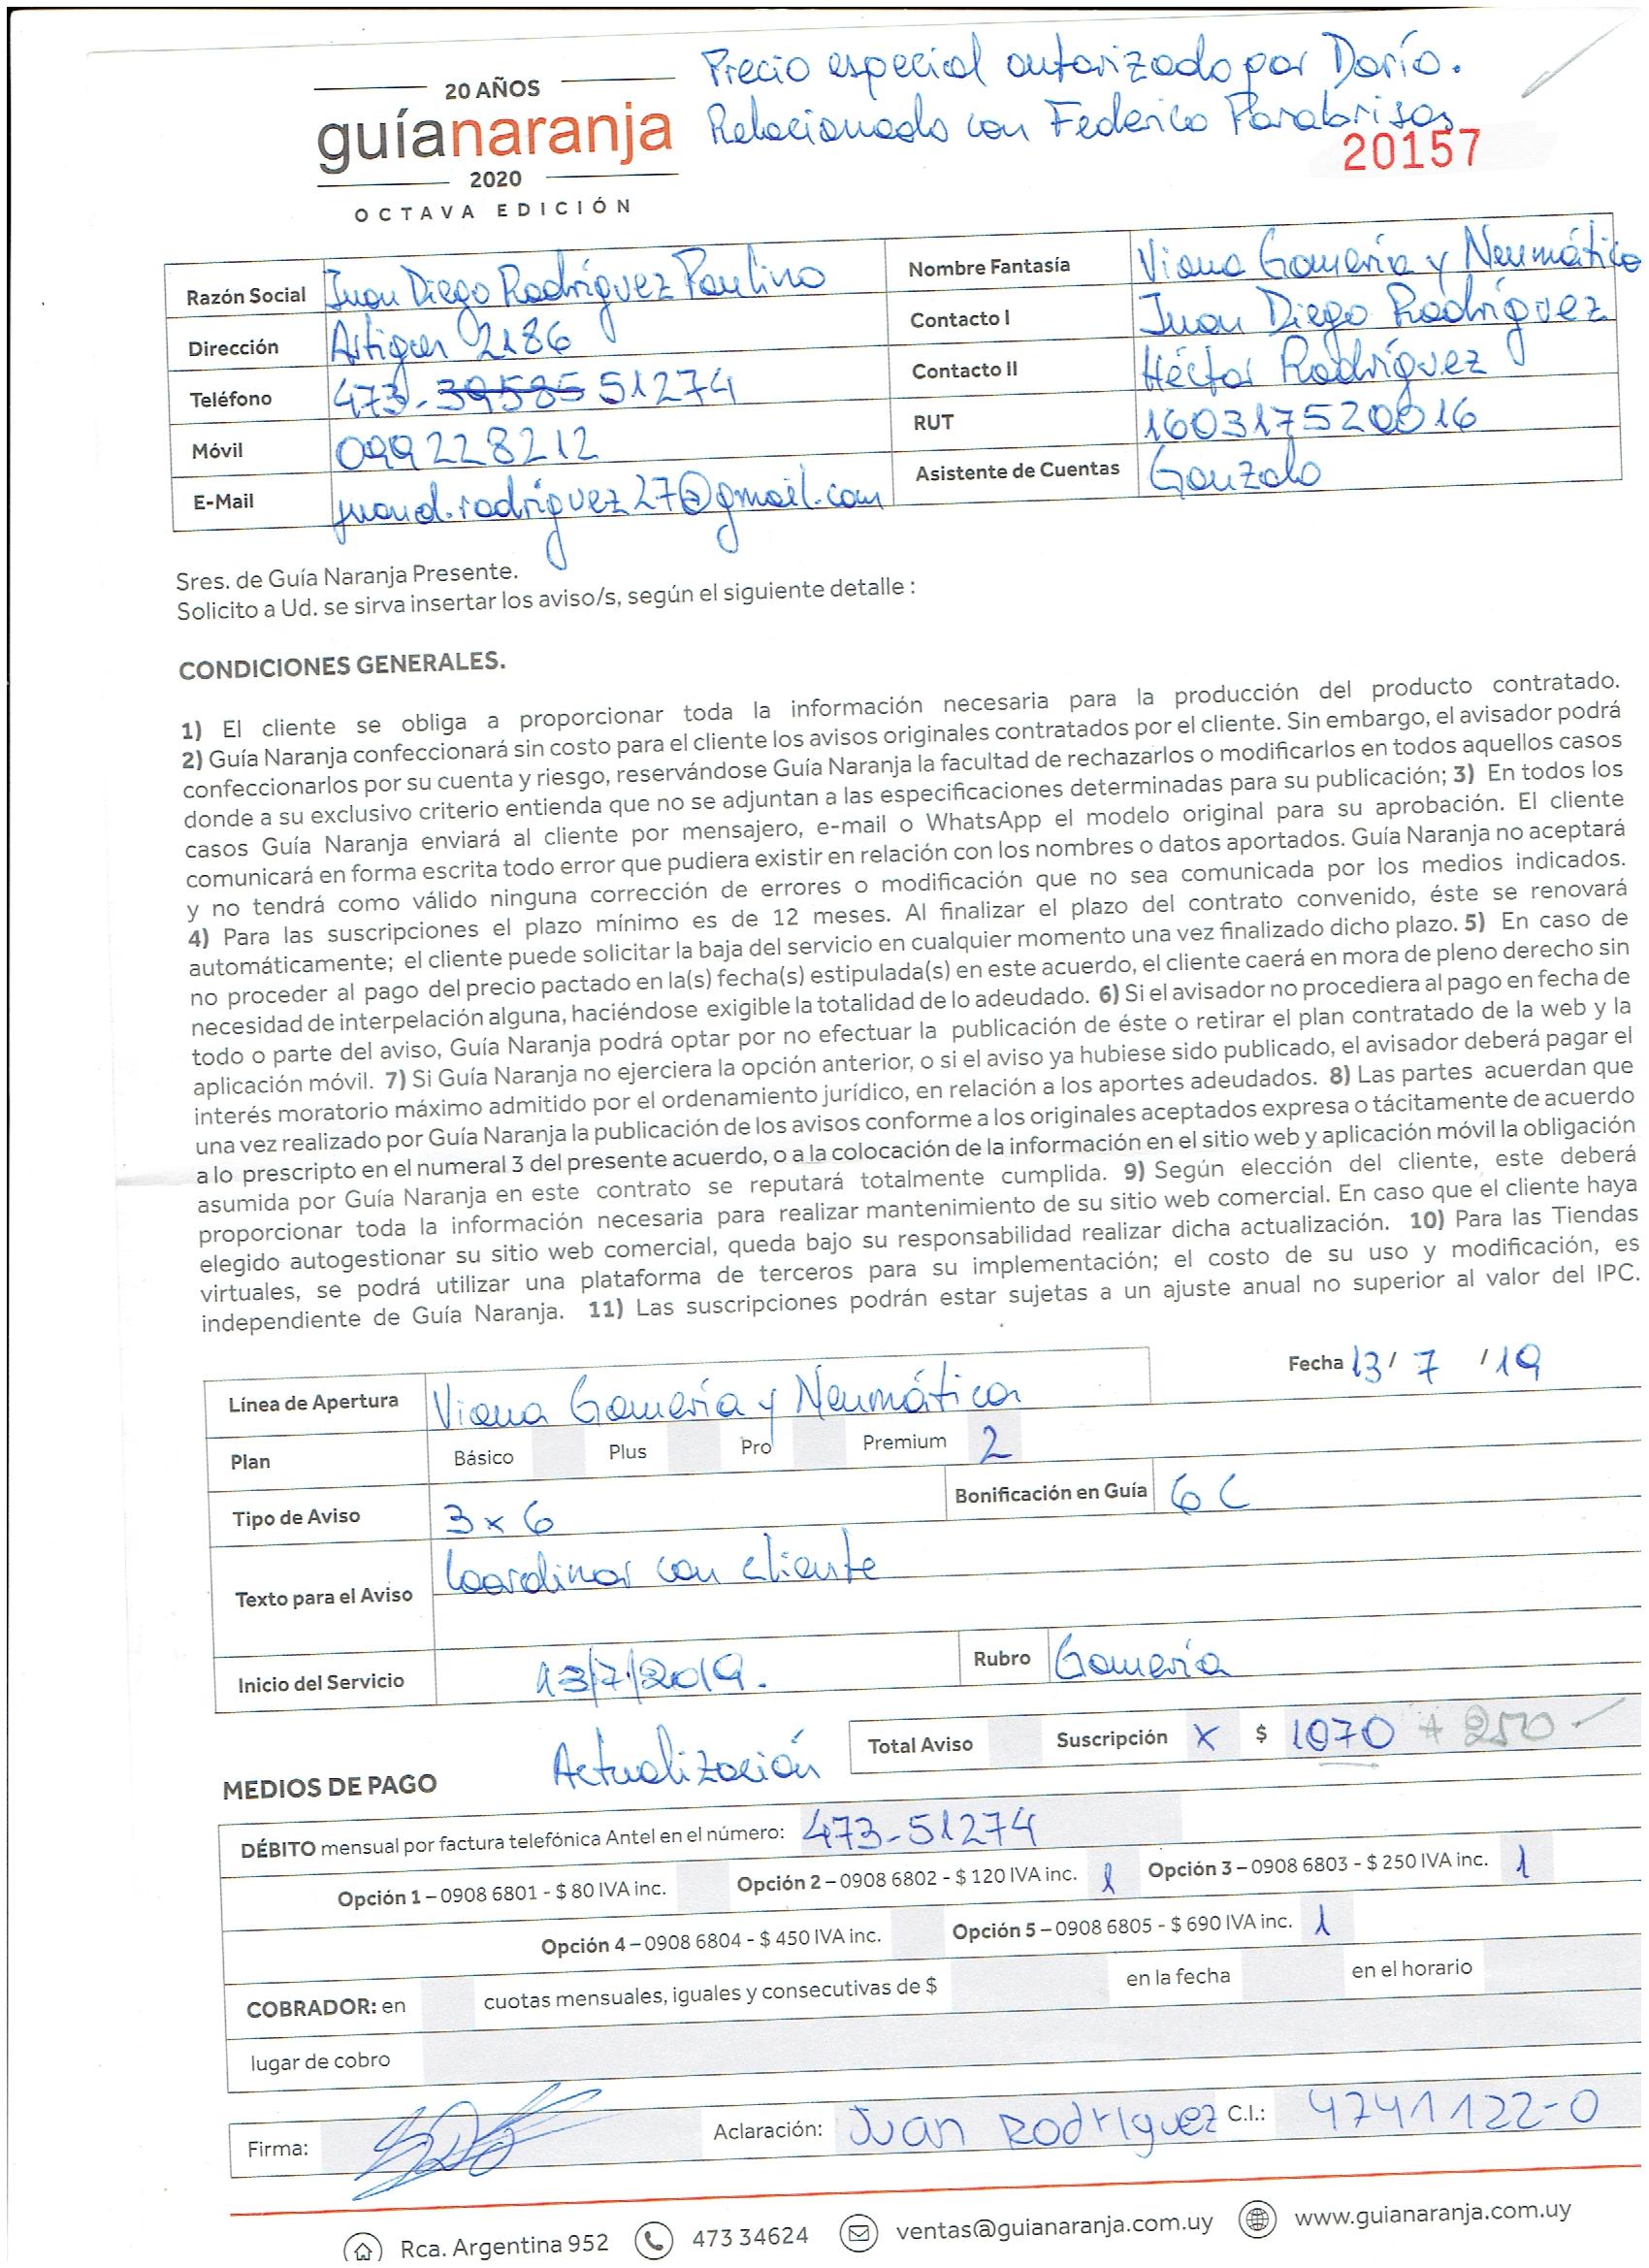 Precio especial autorizado por Darío.
Relacionado con Federico Parabrisas
20 AÑOS
guíanaranja
2020
OCTAVA EDICIÓN
20157
Razón Social Juan Diego Rodríguez Paulino Nombre Fantasía Viana Gomería y Neumática
Dirección Artigas 2186 Contacto I Juan Diego Rodríguez
Teléfono 473-39585 51274 Contacto II Héctor Rodríguez
Móvil 099228212 RUT 160317520016
E-Mail juand.rodriguez27@gmail.com Asistente de Cuentas Gonzalo
Sres. de Guía Naranja Presente.
Solicito a Ud. se sirva insertar los aviso/s, según el siguiente detalle :
CONDICIONES GENERALES.
1) El cliente se obliga a proporcionar toda la información necesaria para la producción del producto contratado.
2) Guía Naranja confeccionará sin costo para el cliente los avisos originales contratados por el cliente. Sin embargo, el avisador podrá
confeccionarlos por su cuenta y riesgo, reservándose Guía Naranja la facultad de rechazarlos o modificarlos en todos aquellos casos
donde a su exclusivo criterio entienda que no se adjuntan a las especificaciones determinadas para su publicación; 3) En todos los
casos Guía Naranja enviará al cliente por mensajero, e-mail o WhatsApp el modelo original para su aprobación. El cliente
comunicará en forma escrita todo error que pudiera existir en relación con los nombres o datos aportados. Guía Naranja no aceptará
y no tendrá como válido ninguna corrección de errores o modificación que no sea comunicada por los medios indicados.
4) Para las suscripciones el plazo mínimo es de 12 meses. Al finalizar el plazo del contrato convenido, éste se renovará
automáticamente; el cliente puede solicitar la baja del servicio en cualquier momento una vez finalizado dicho plazo. 5) En caso de
no proceder al pago del precio pactado en la(s) fecha(s) estipulada(s) en este acuerdo, el cliente caerá en mora de pleno derecho sin
necesidad de interpelación alguna, haciéndose exigible la totalidad de lo adeudado. 6) Si el avisador no procediera al pago en fecha de
todo o parte del aviso, Guía Naranja podrá optar por no efectuar la publicación de éste o retirar el plan contratado de la web y la
aplicación móvil. 7) Si Guía Naranja no ejerciera la opción anterior, o si el aviso ya hubiese sido publicado, el avisador deberá pagar el
interés moratorio máximo admitido por el ordenamiento jurídico, en relación a los aportes adeudados. 8) Las partes acuerdan que
una vez realizado por Guía Naranja la publicación de los avisos conforme a los originales aceptados expresa o tácitamente de acuerdo
a lo prescripto en el numeral 3 del presente acuerdo, o a la colocación de la información en el sitio web y aplicación móvil la obligación
asumida por Guía Naranja en este contrato se reputará totalmente cumplida. 9) Según elección del cliente, este deberá
proporcionar toda la información necesaria para realizar mantenimiento de su sitio web comercial. En caso que el cliente haya
elegido autogestionar su sitio web comercial, queda bajo su responsabilidad realizar dicha actualización. 10) Para las Tiendas
virtuales, se podrá utilizar una plataforma de terceros para su implementación; el costo de su uso y modificación, es
independiente de Guía Naranja. 11) Las suscripciones podrán estar sujetas a un ajuste anual no superior al valor del IPC.
Fecha 13/ 7 /19
Línea de Apertura Viana Gomería y Neumática
Plan Básico Plus Pro Premium 2
Tipo de Aviso 3x6 Bonificación en Guía 6C
Texto para el Aviso Coordinar con cliente
Inicio del Servicio 13/7/2019. Rubro Gomería
Actualización Total Aviso Suscripción X $ 1070 + 250
MEDIOS DE PAGO
DÉBITO mensual por factura telefónica Antel en el número: 473-51274
Opción 1 – 0908 6801 - $ 80 IVA inc. Opción 2 – 0908 6802 - $ 120 IVA inc. 1 Opción 3 – 0908 6803 - $ 250 IVA inc. 1
Opción 4 – 0908 6804 - $ 450 IVA inc. Opción 5 – 0908 6805 - $ 690 IVA inc. 1
COBRADOR: en cuotas mensuales, iguales y consecutivas de $ en la fecha en el horario
lugar de cobro
Firma: Aclaración: Juan Rodriguez C.I.: 4741122-0
Rca. Argentina 952 473 34624 ventas@guianaranja.com.uy www.guianaranja.com.uy